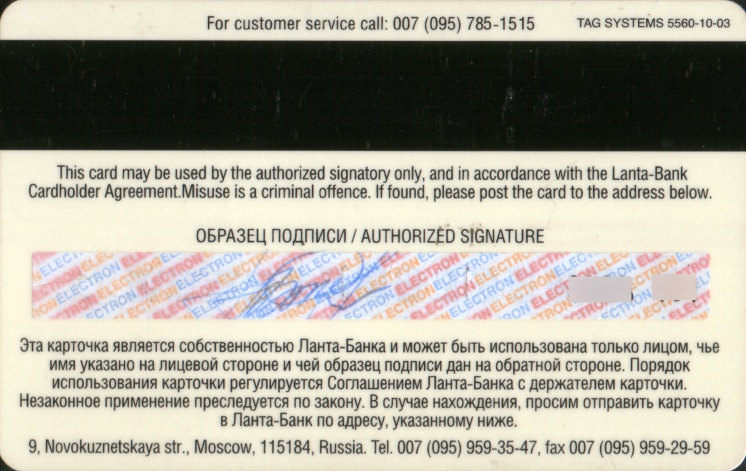 For customer service call: 007 (095) 785-1515 TAG SYSTEMS 5560-10-03
This card may be used by the authorized signatory only, and in accordance with the Lanta-Bank
Cardholder Agreement.Misuse is a criminal offence. If found, please post the card to the address below.
ОБРАЗЕЦ ПОДПИСИ / AUTHORIZED SIGNATURE
ELECTRON ELECTRON ELECTRON ELECTRON ELECTRON
Эта карточка является собственностью Ланта-Банка и может быть использована только лицом, чье
имя указано на лицевой стороне и чей образец подписи дан на обратной стороне. Порядок
использования карточки регулируется Соглашением Ланта-Банка с держателем карточки.
Незаконное применение преследуется по закону. В случае нахождения, просим отправить карточку
в Ланта-Банк по адресу, указанному ниже.
9, Novokuznetskaya str., Moscow, 115184, Russia. Tel. 007 (095) 959-35-47, fax 007 (095) 959-29-59